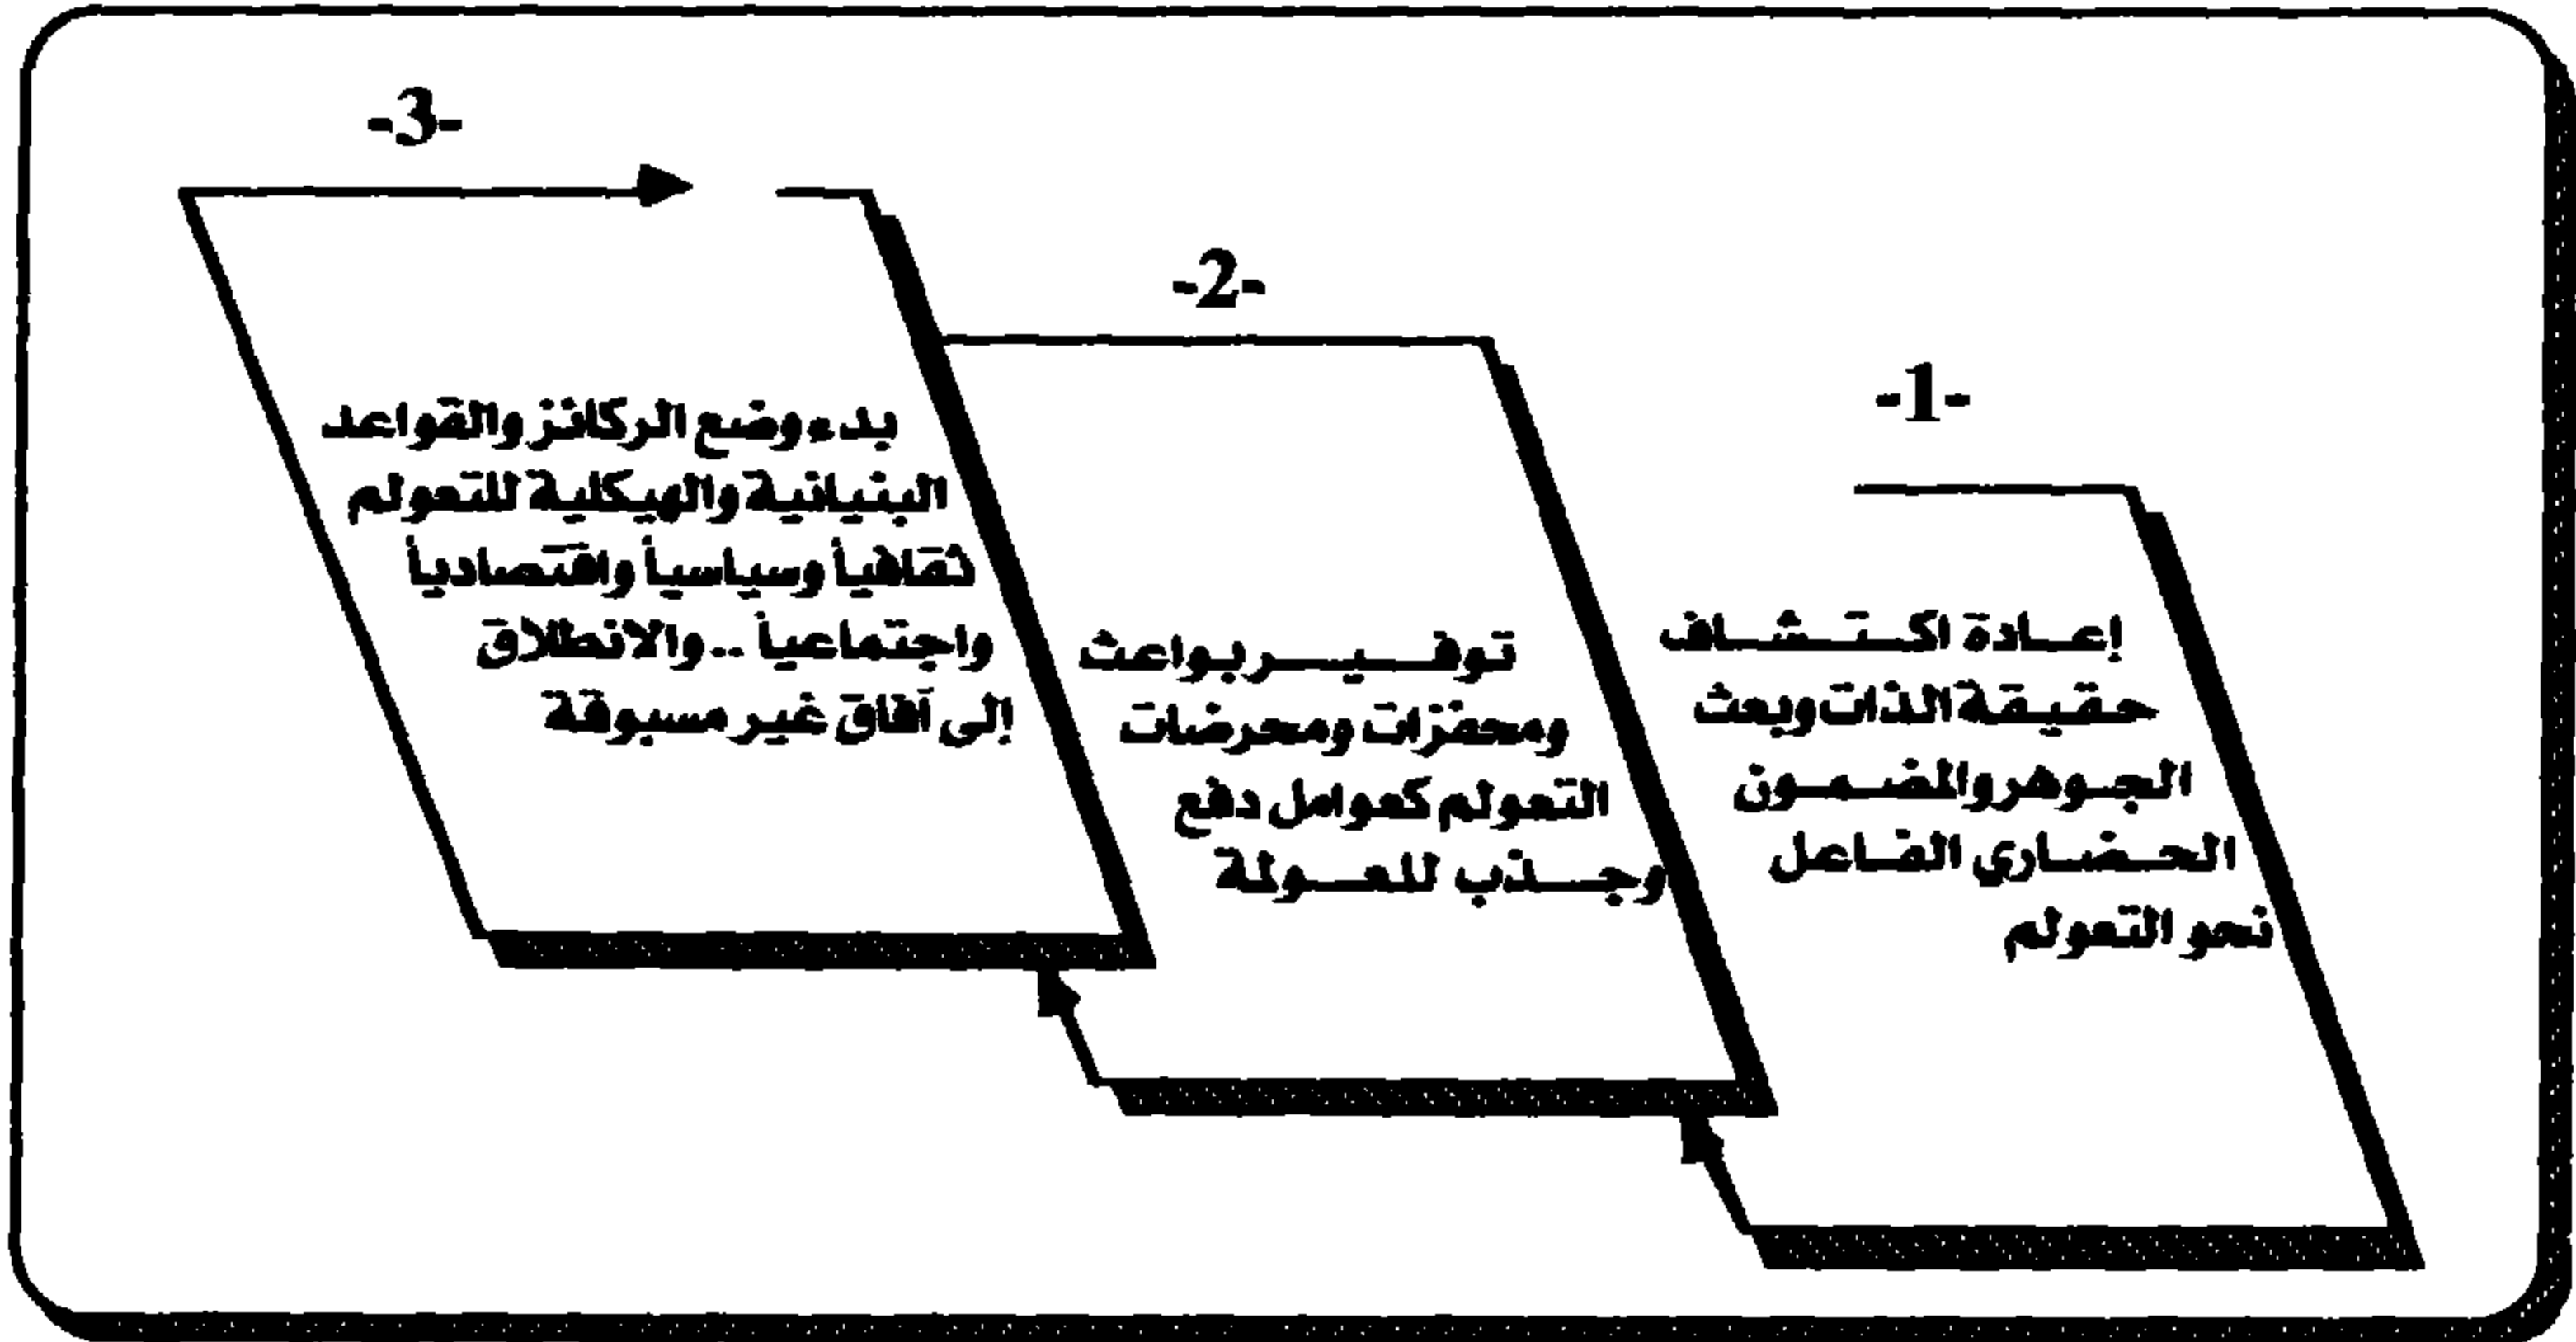 -1-
إعادة اكتشاف
حقيقة الذات وبعث
الجوهر والمضمون
الحضاري الفاعل
نحو التعولم
-2-
توفير بواعث
ومحفزات ومحرضات
التعولم كعوامل دفع
وجذب للعولمة
-3-
بدء وضع الركائز والقواعد
البنيانية والهيكلية للتعولم
ثقافياً وسياسياً واقتصادياً
واجتماعياً .. والانطلاق
إلى آفاق غير مسبوقة